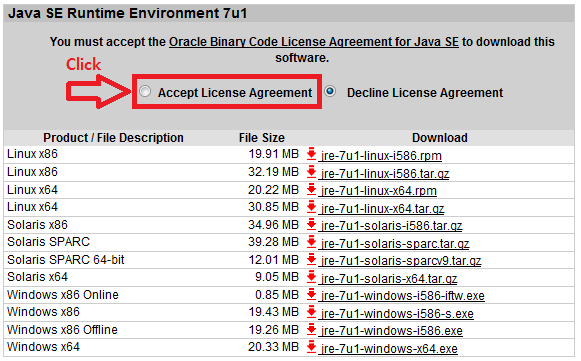 Java SE Runtime Environment 7u1
You must accept the Oracle Binary Code License Agreement for Java SE to download this
software.
Click
Accept License Agreement Decline License Agreement
Product / File Description File Size Download
Linux x86 19.91 MB jre-7u1-linux-i586.rpm
Linux x86 32.19 MB jre-7u1-linux-i586.tar.gz
Linux x64 20.22 MB jre-7u1-linux-x64.rpm
Linux x64 30.85 MB jre-7u1-linux-x64.tar.gz
Solaris x86 34.96 MB jre-7u1-solaris-i586.tar.gz
Solaris SPARC 39.28 MB jre-7u1-solaris-sparc.tar.gz
Solaris SPARC 64-bit 12.01 MB jre-7u1-solaris-sparcv9.tar.gz
Solaris x64 9.05 MB jre-7u1-solaris-x64.tar.gz
Windows x86 Online 0.85 MB jre-7u1-windows-i586-iftw.exe
Windows x86 19.43 MB jre-7u1-windows-i586-s.exe
Windows x86 Offline 19.26 MB jre-7u1-windows-i586.exe
Windows x64 20.33 MB jre-7u1-windows-x64.exe